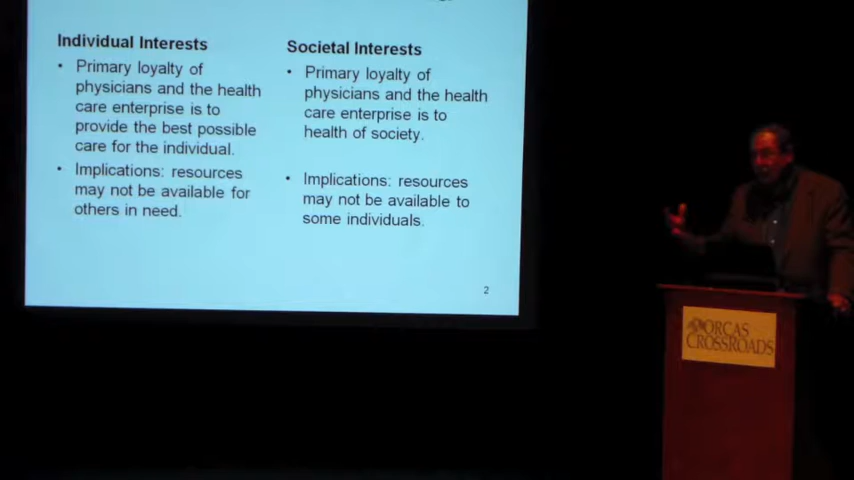 Individual Interests
• Primary loyalty of
physicians and the health
care enterprise is to
provide the best possible
care for the individual.
• Implications: resources
may not be available for
others in need.
Societal Interests
• Primary loyalty of
physicians and the health
care enterprise is to
health of society.
• Implications: resources
may not be available to
some individuals.
2
ORCAS
CROSSROADS